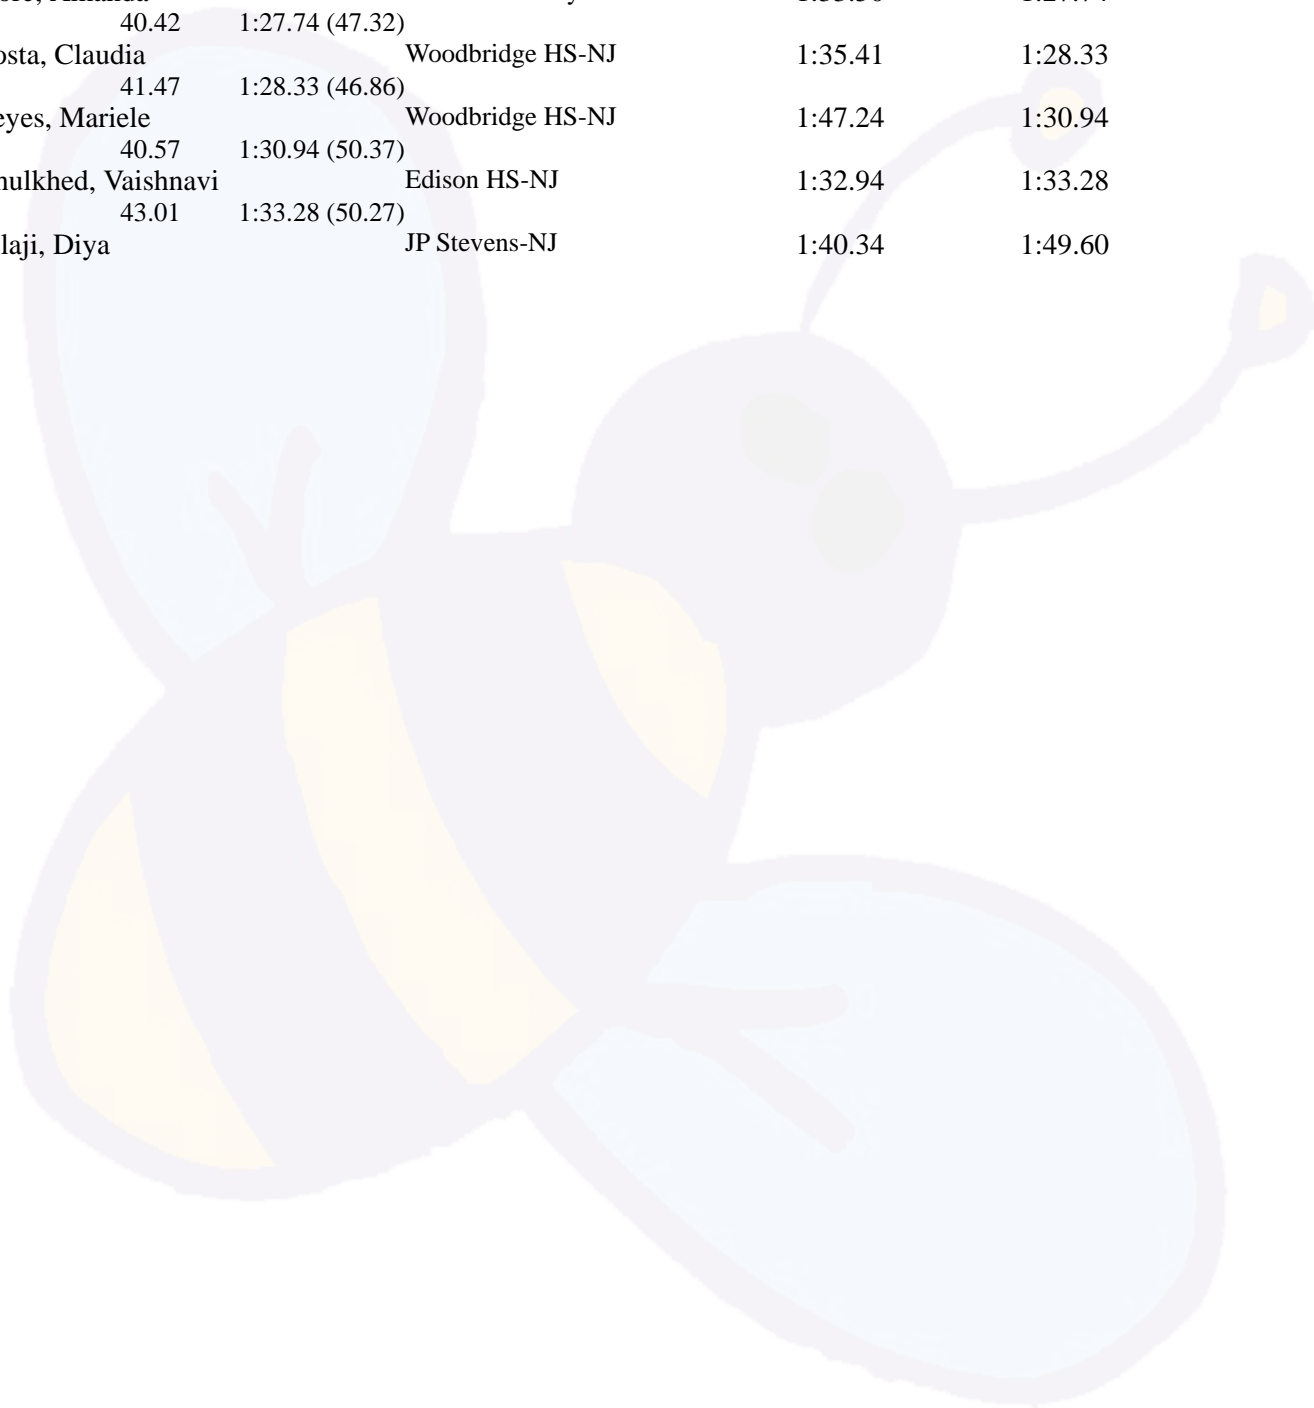 40.42 1:27.74 (47.32)
osta, Claudia Woodbridge HS-NJ 1:35.41 1:28.33
41.47 1:28.33 (46.86)
eyes, Mariele Woodbridge HS-NJ 1:47.24 1:30.94
40.57 1:30.94 (50.37)
hulkhed, Vaishnavi Edison HS-NJ 1:32.94 1:33.28
43.01 1:33.28 (50.27)
laji, Diya JP Stevens-NJ 1:40.34 1:49.60